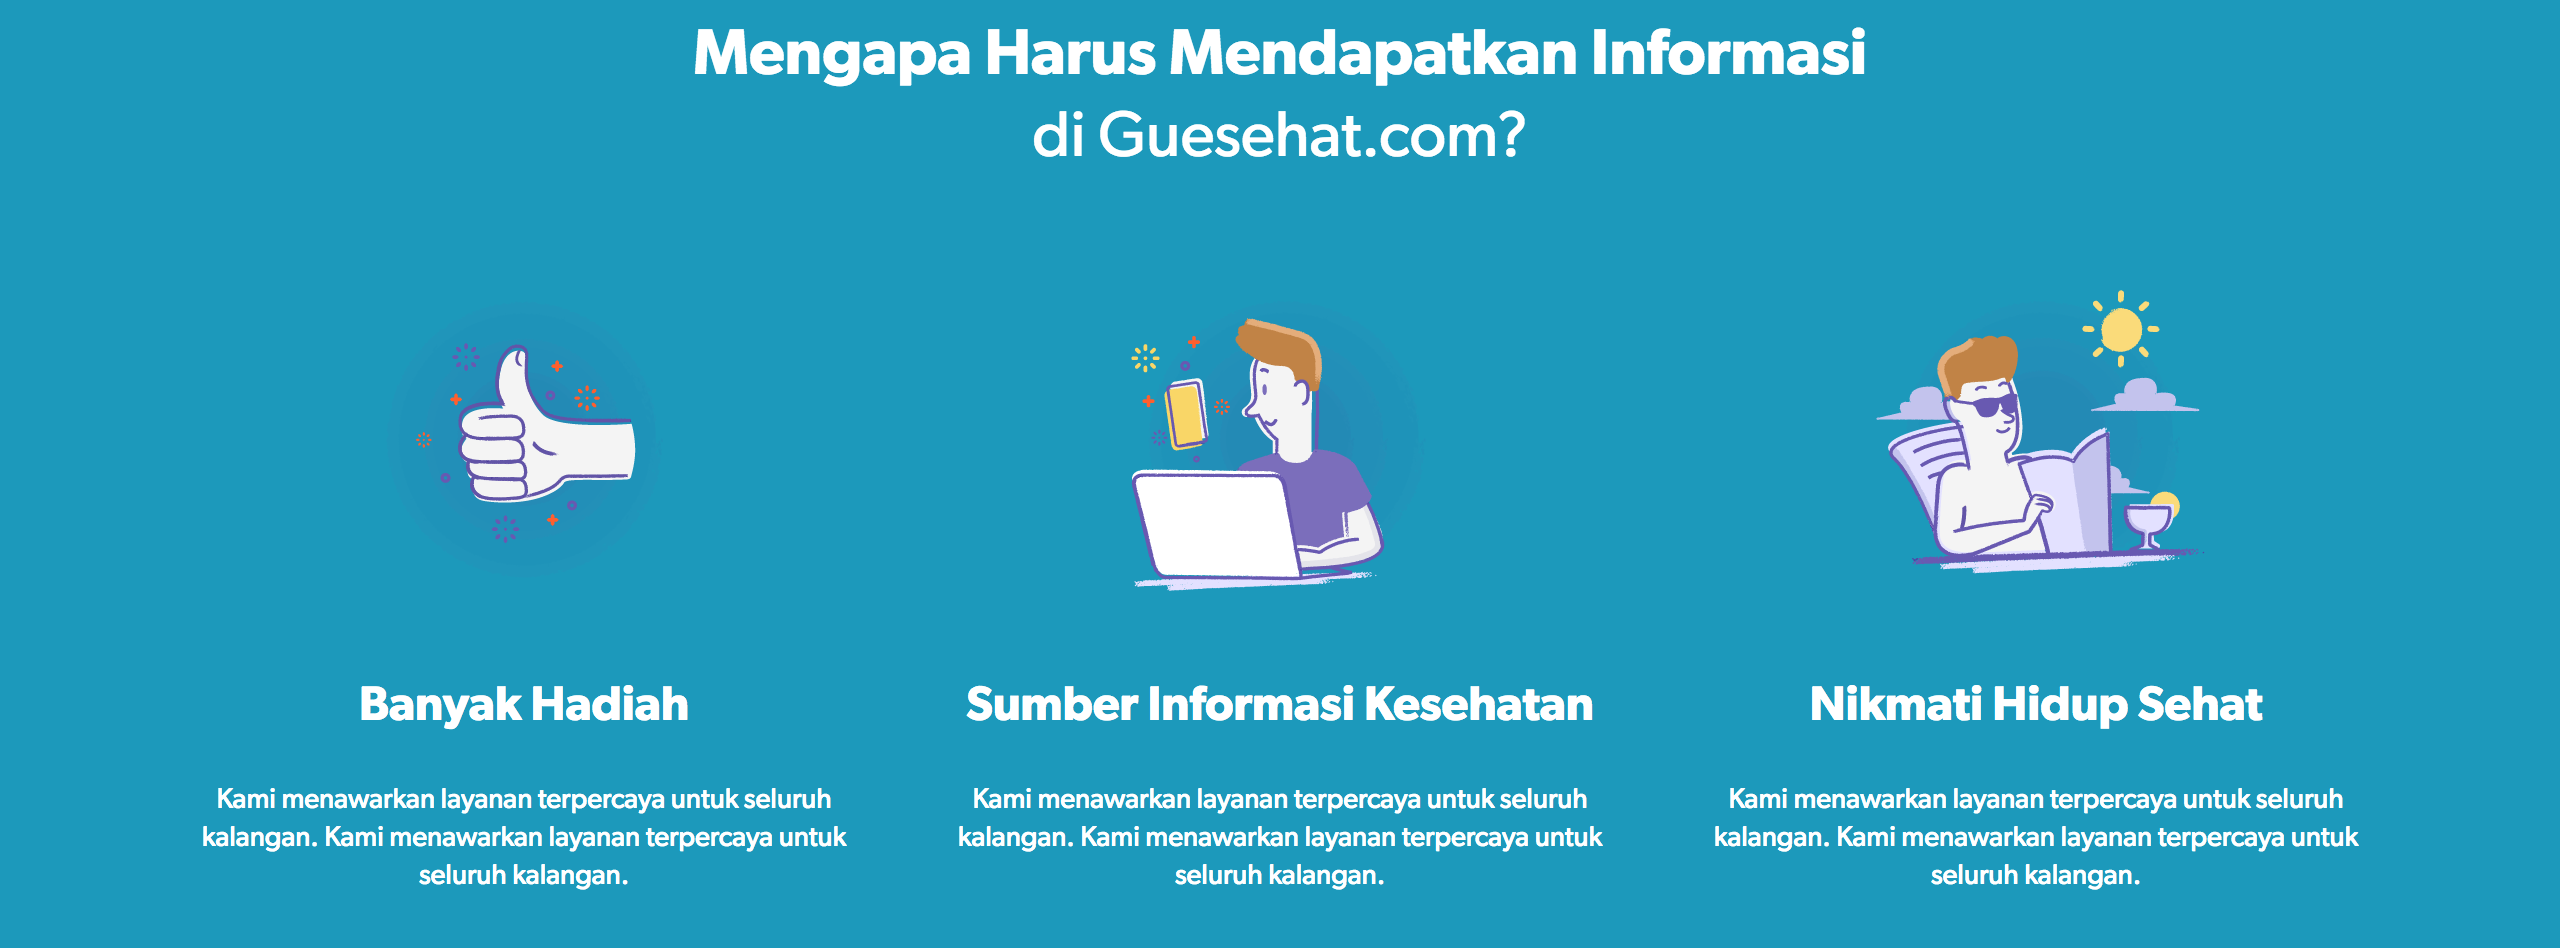 Mengapa Harus Mendapatkan Informasi
di Guesehat.com?
Banyak Hadiah
Kami menawarkan layanan terpercaya untuk seluruh
kalangan. Kami menawarkan layanan terpercaya untuk
seluruh kalangan.
Sumber Informasi Kesehatan
Kami menawarkan layanan terpercaya untuk seluruh
kalangan. Kami menawarkan layanan terpercaya untuk
seluruh kalangan.
Nikmati Hidup Sehat
Kami menawarkan layanan terpercaya untuk seluruh
kalangan. Kami menawarkan layanan terpercaya untuk
seluruh kalangan.